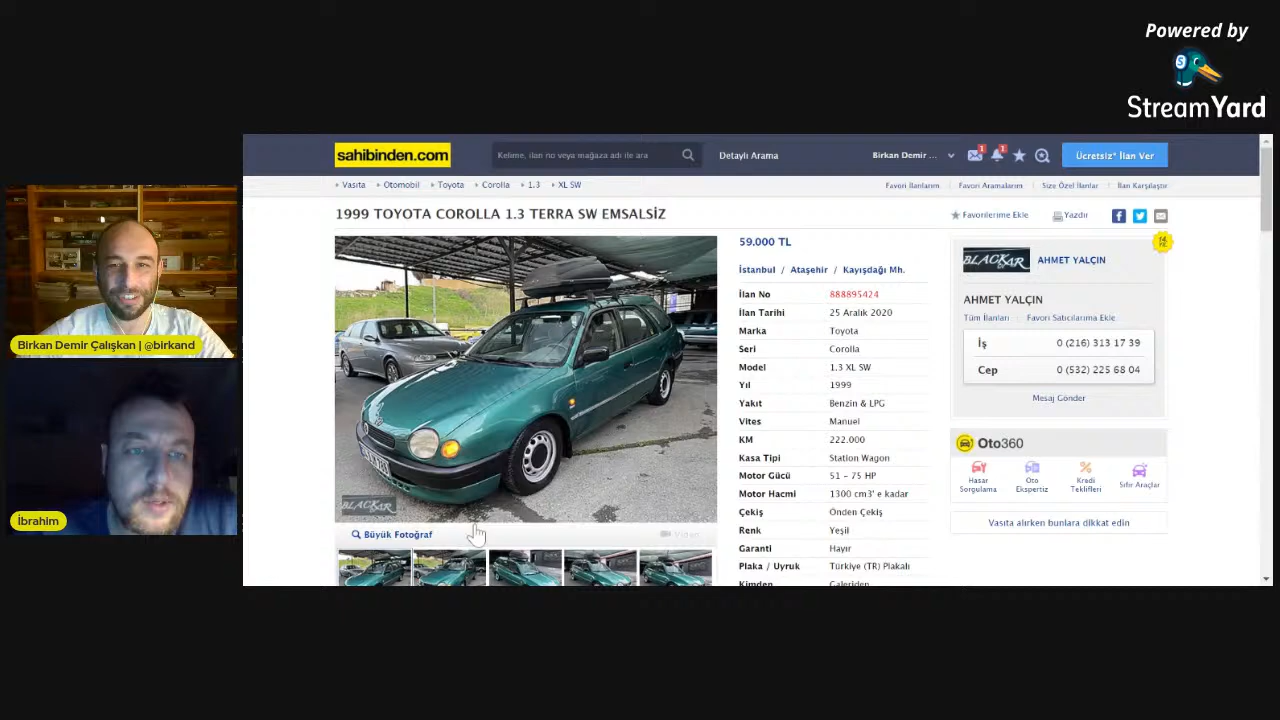 Powered by
StreamYard
sahibinden.com
Kelime, ilan no veya mağaza adı ile ara
Detaylı Arama
Birkan Demir ...
1
1
Ücretsiz* İlan Ver
Vasıta
Otomobil
Toyota
Corolla
1.3
XL SW
Favori İlanlarım
Favori Aramalarım
Size Özel İlanlar
İlan Karşılaştır
1999 TOYOTA COROLLA 1.3 TERRA SW EMSALSİZ
Favorilerime Ekle
Yazdır
59.000 TL
İstanbul / Ataşehir / Kayışdağı Mh.
İlan No 888895424
İlan Tarihi 25 Aralık 2020
Marka Toyota
Seri Corolla
Model 1.3 XL SW
Yıl 1999
Yakıt Benzin & LPG
Vites Manuel
KM 222.000
Kasa Tipi Station Wagon
Motor Gücü 51 - 75 HP
Motor Hacmi 1300 cm3' e kadar
Çekiş Önden Çekiş
Renk Yeşil
Garanti Hayır
Plaka / Uyruk Türkiye (TR) Plakalı
Kimden Galeriden
BLACKAR
AHMET YALÇIN
AHMET YALÇIN
Tüm İlanları
Favori Satıcılarıma Ekle
İş 0 (216) 313 17 39
Cep 0 (532) 225 68 04
Mesaj Gönder
Oto360
Hasar Sorgulama
Oto Ekspertiz
Kredi Teklifleri
Sıfır Araçlar
Vasıta alırken bunlara dikkat edin
BLACKAR
Büyük Fotoğraf
Video
Birkan Demir Çalışkan | @birkand
İbrahim